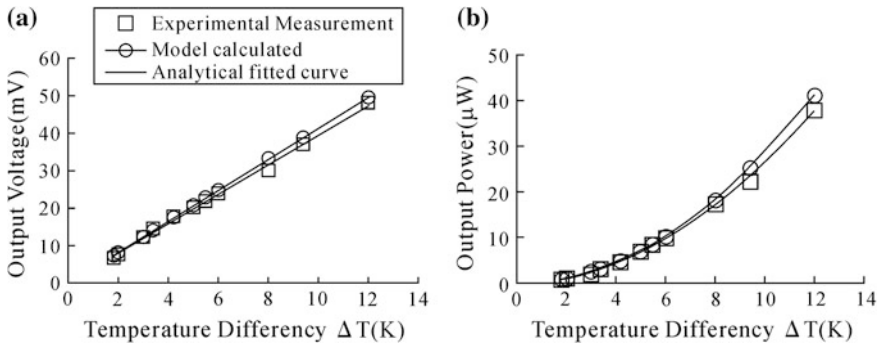 (a)
Experimental Measurement
Model calculated
Analytical fitted curve
Output Voltage(mV)
60
50
40
30
20
10
0
0 2 4 6 8 10 12 14
Temperature Differency ΔT(K)
(b)
Output Power(μW)
50
40
30
20
10
0
0 2 4 6 8 10 12 14
Temperature Differency ΔT(K)